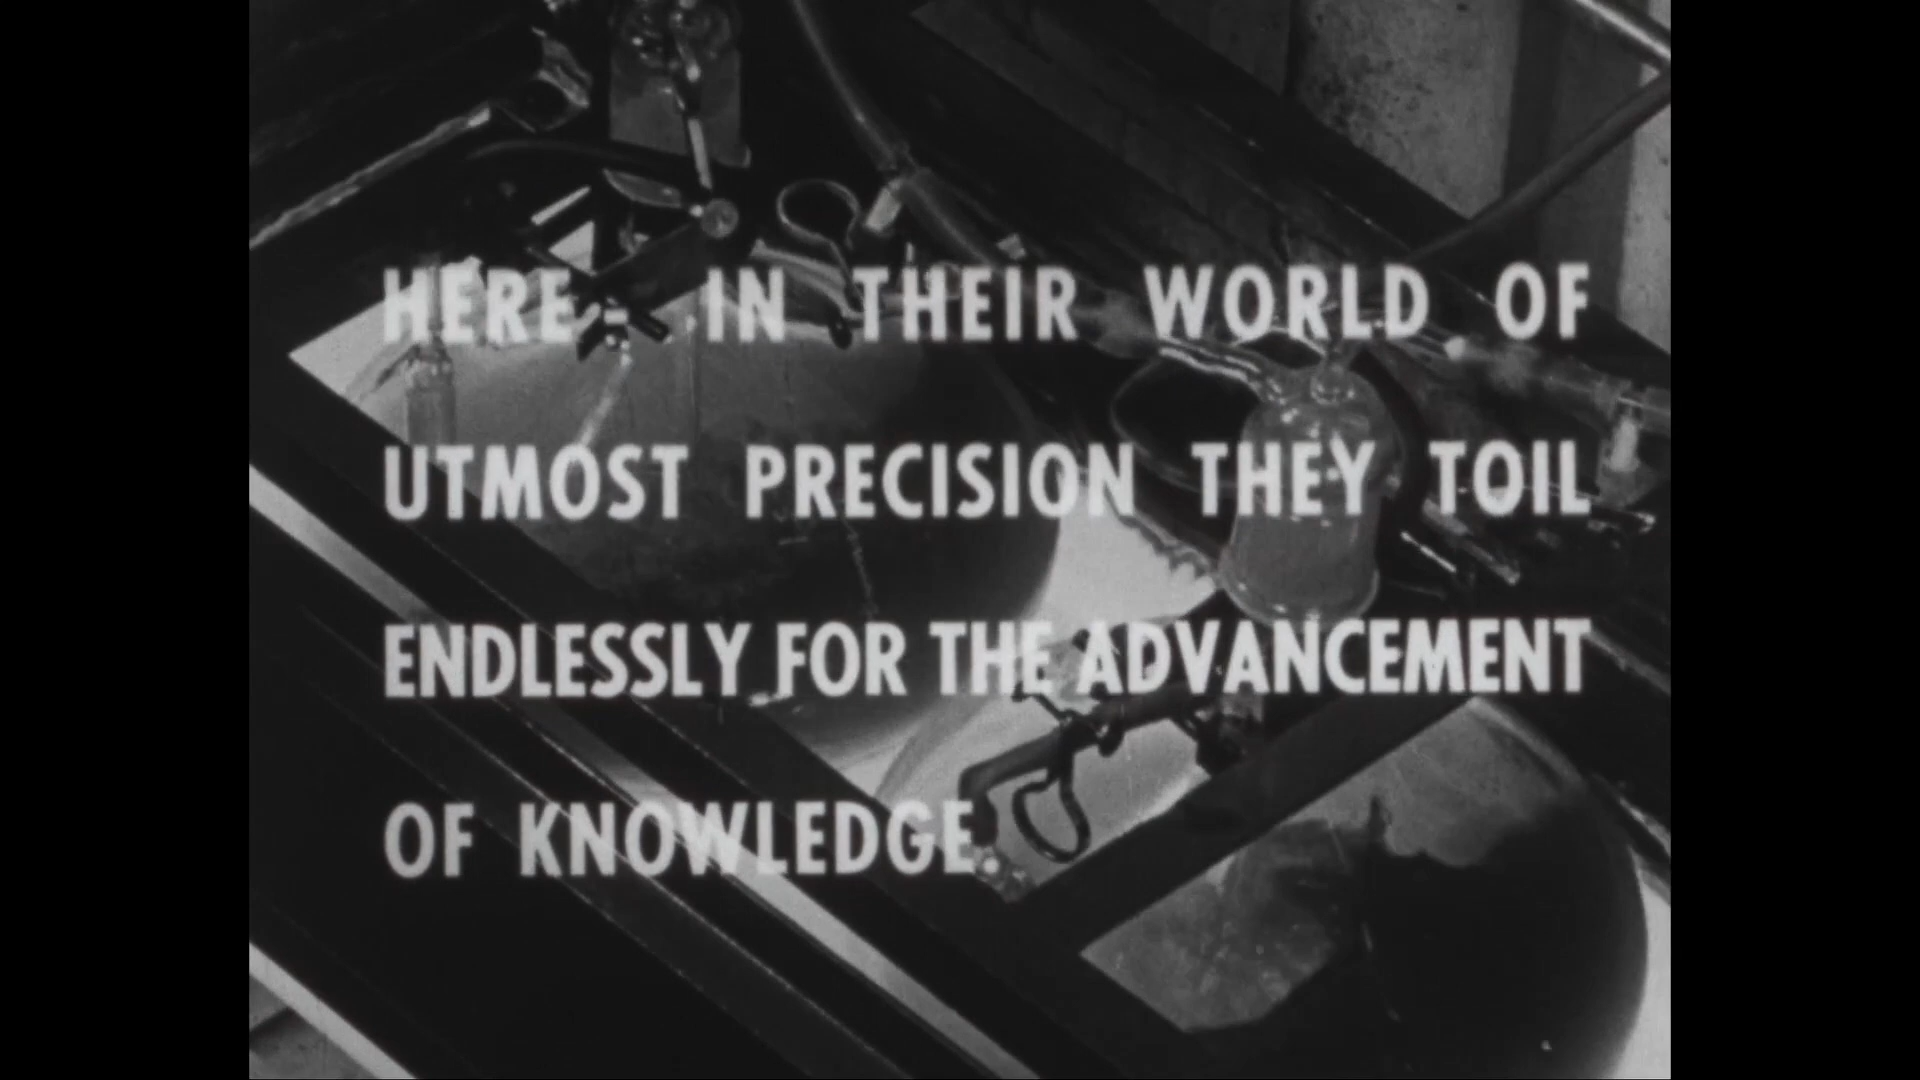 HERE - IN THEIR WORLD OF
UTMOST PRECISION THEY TOIL
ENDLESSLY FOR THE ADVANCEMENT
OF KNOWLEDGE.